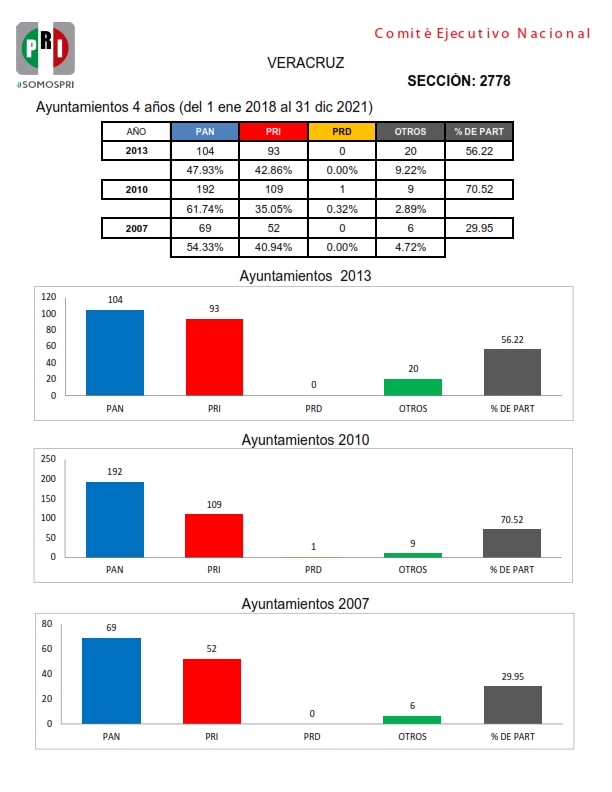 Comité Ejecutivo Nacional
PRI
#SOMOSPRI
VERACRUZ
SECCIÓN: 2778
Ayuntamientos 4 años (del 1 ene 2018 al 31 dic 2021)
AÑO PAN PRI PRD OTROS % DE PART
2013 104 93 0 20 56.22
47.93% 42.86% 0.00% 9.22%
2010 192 109 1 9 70.52
61.74% 35.05% 0.32% 2.89%
2007 69 52 0 6 29.95
54.33% 40.94% 0.00% 4.72%
Ayuntamientos 2013
120
100
80
60
40
20
0
104 93 0 20 56.22
PAN PRI PRD OTROS % DE PART
Ayuntamientos 2010
250
200
150
100
50
0
192 109 1 9 70.52
PAN PRI PRD OTROS % DE PART
Ayuntamientos 2007
80
60
40
20
0
69 52 0 6 29.95
PAN PRI PRD OTROS % DE PART